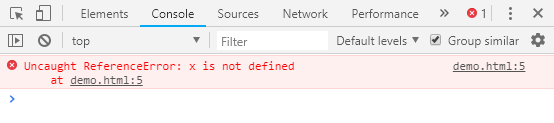 Elements Console Sources Network Performance » 1
top Filter Default levels ▼ Group similar
Uncaught ReferenceError: x is not defined demo.html:5
at demo.html:5